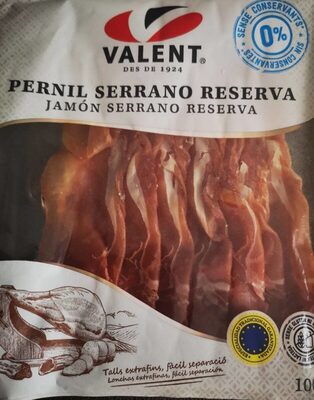 VALENT®
DES DE 1924
SENSE CONSERVANTS*
0%
SIN CONSERVANTES*
PERNIL SERRANO RESERVA
JAMÓN SERRANO RESERVA
Talls extrafins, fàcil separació
Lonchas extrafinas, fácil separación